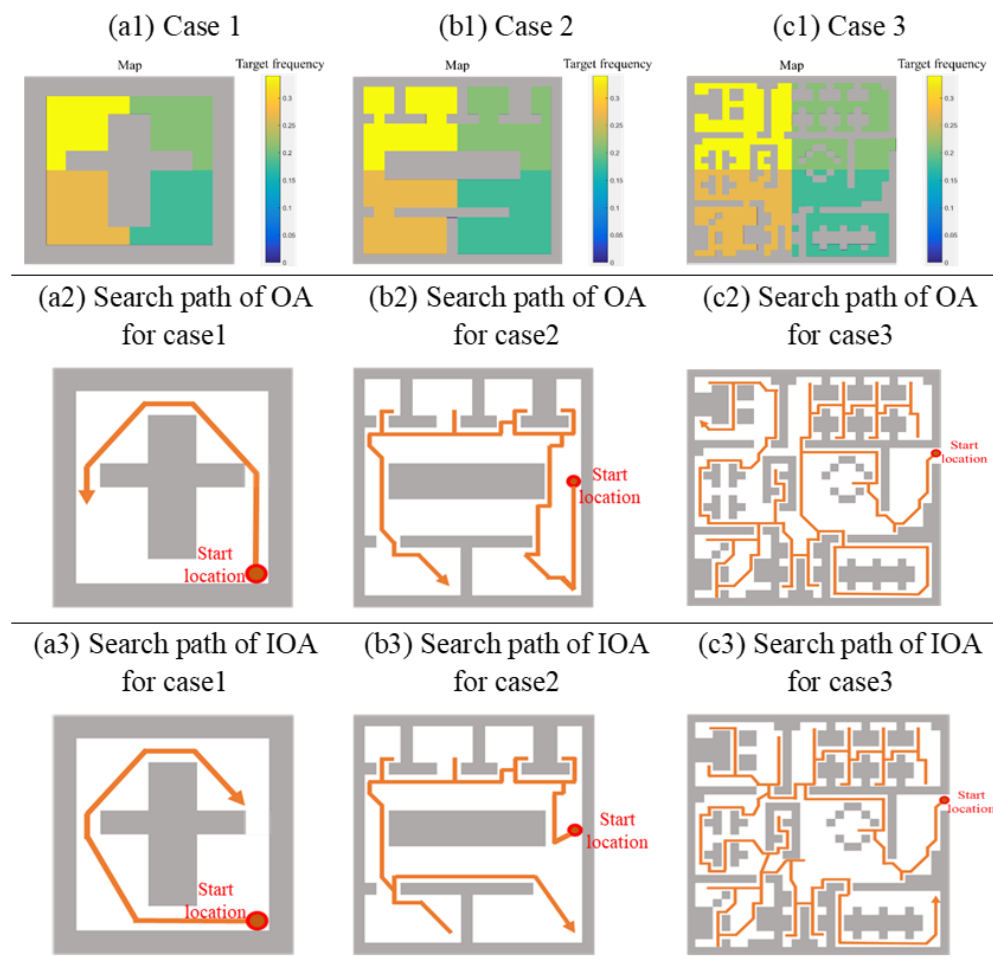 (a1) Case 1
(b1) Case 2
(c1) Case 3
Map
Target frequency
0.3
0.25
0.2
0.15
0.1
0.05
0
Map
Target frequency
0.3
0.25
0.2
0.15
0.1
0.05
0
Map
Target frequency
0.3
0.25
0.2
0.15
0.1
0.05
0
(a2) Search path of OA
for case1
(b2) Search path of OA
for case2
(c2) Search path of OA
for case3
Start
location
Start
location
Start
location
(a3) Search path of IOA
for case1
(b3) Search path of IOA
for case2
(c3) Search path of IOA
for case3
Start
location
Start
location
Start
location